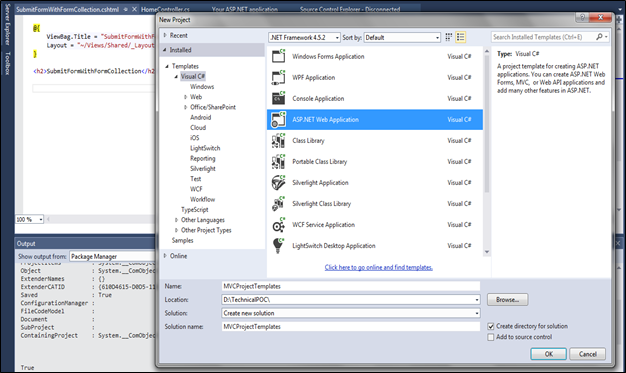 SubmitFormWithFormCollection.cshtml
HomeController.cs
Your ASP.NET application
Source Control Explorer - Disconnected
Server Explorer
Toolbox
@{
ViewBag.Title = "SubmitFormWithF
Layout = "~/Views/Shared/_Layout
}
<h2>SubmitFormWithFormCollection</h2
100 %
Output
Show output from: Package Manager
Object : System.__ComObjec
ExtenderNames : {}
ExtenderCATID : {610D4615-D0D5-11
Saved : True
ConfigurationManager :
FileCodeModel :
Document :
SubProject :
ContainingProject : System.__ComObjec
True
New Project
Recent
.NET Framework 4.5.2 Sort by: Default
Search Installed Templates (Ctrl+E)
Installed
Templates
Visual C#
Windows
Web
Office/SharePoint
Android
Cloud
iOS
LightSwitch
Reporting
Silverlight
Test
WCF
Workflow
TypeScript
Other Languages
Other Project Types
Samples
Online
Windows Forms Application Visual C#
WPF Application Visual C#
Console Application Visual C#
ASP.NET Web Application Visual C#
Class Library Visual C#
Portable Class Library Visual C#
Silverlight Application Visual C#
Silverlight Class Library Visual C#
WCF Service Application Visual C#
LightSwitch Desktop Application Visual C#
Click here to go online and find templates.
Type: Visual C#
A project template for creating ASP.NET
applications. You can create ASP.NET Web
Forms, MVC, or Web API applications and
add many other features in ASP.NET.
Name: MVCProjectTemplates
Location: D:\TechnicalPOC\
Browse...
Solution: Create new solution
Solution name: MVCProjectTemplates
Create directory for solution
Add to source control
OK
Cancel